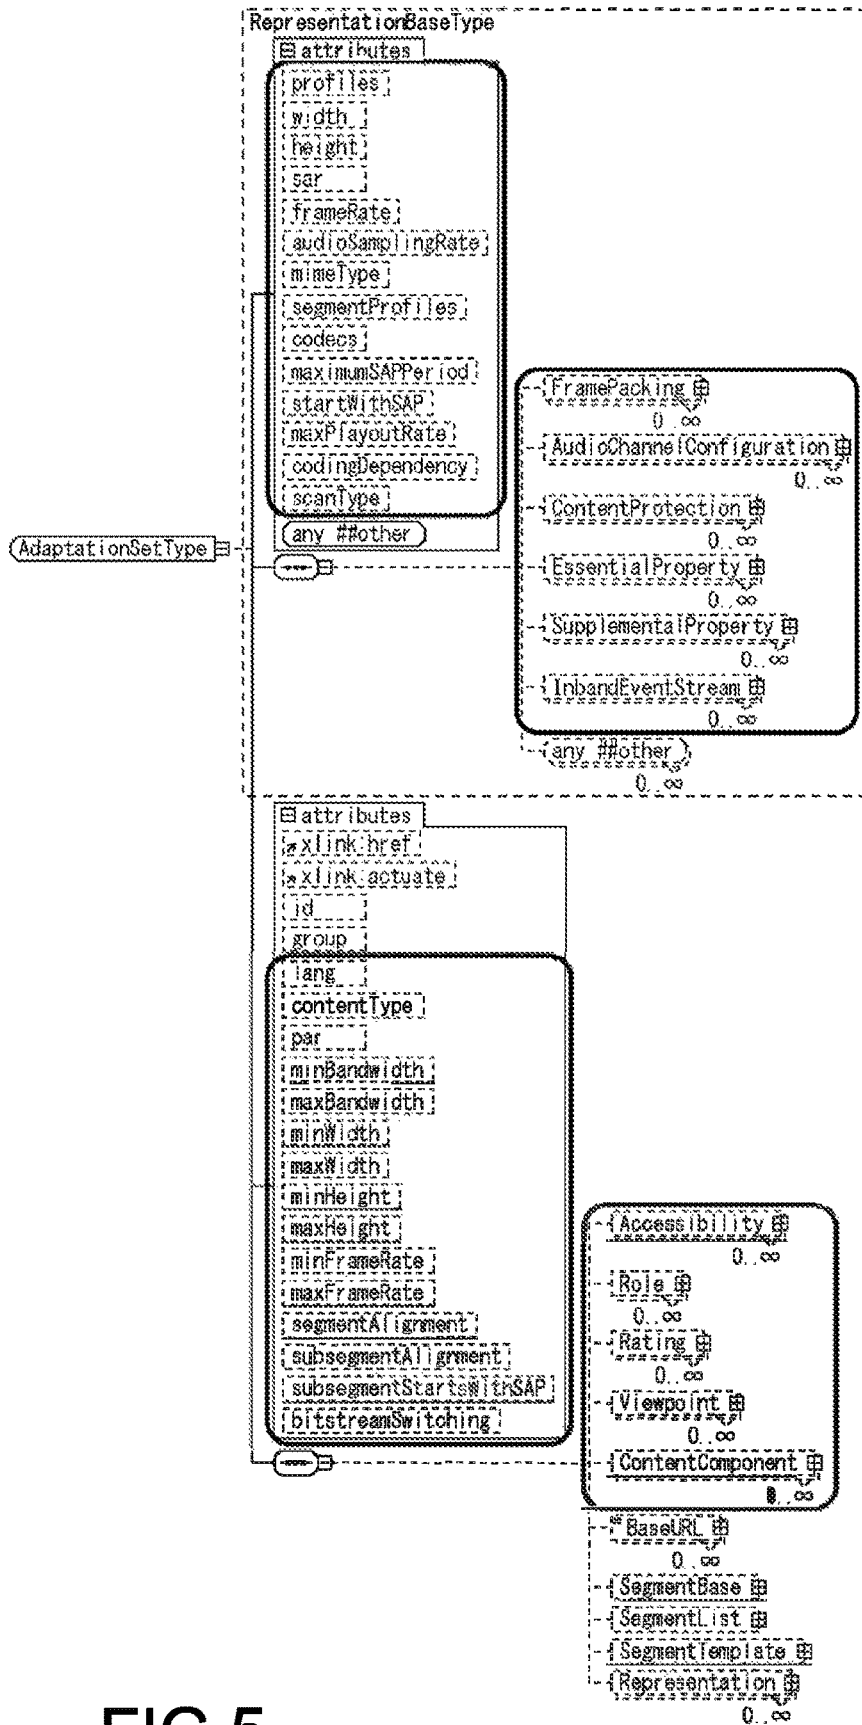 RepresentationBaseType
attributes
profiles
width
height
sar
frameRate
audioSamplingRate
mimeType
segmentProfiles
codecs
maximumSAPPeriod
startWithSAP
maxPlayoutRate
codingDependency
scanType
any ##other
AdaptationSetType
FramePacking
0..∞
AudioChannelConfiguration
0..∞
ContentProtection
0..∞
EssentialProperty
0..∞
SupplementalProperty
0..∞
InbandEventStream
0..∞
any ##other
0..∞
attributes
xlink:href
xlink:actuate
id
group
lang
contentType
par
minBandwidth
maxBandwidth
minWidth
maxWidth
minHeight
maxHeight
minFrameRate
maxFrameRate
segmentAlignment
subsegmentAlignment
subsegmentStartsWithSAP
bitstreamSwitching
Accessibility
0..∞
Role
0..∞
Rating
0..∞
Viewpoint
0..∞
ContentComponent
0..∞
BaseURL
0..∞
SegmentBase
SegmentList
SegmentTemplate
Representation
0..∞
FIG.5